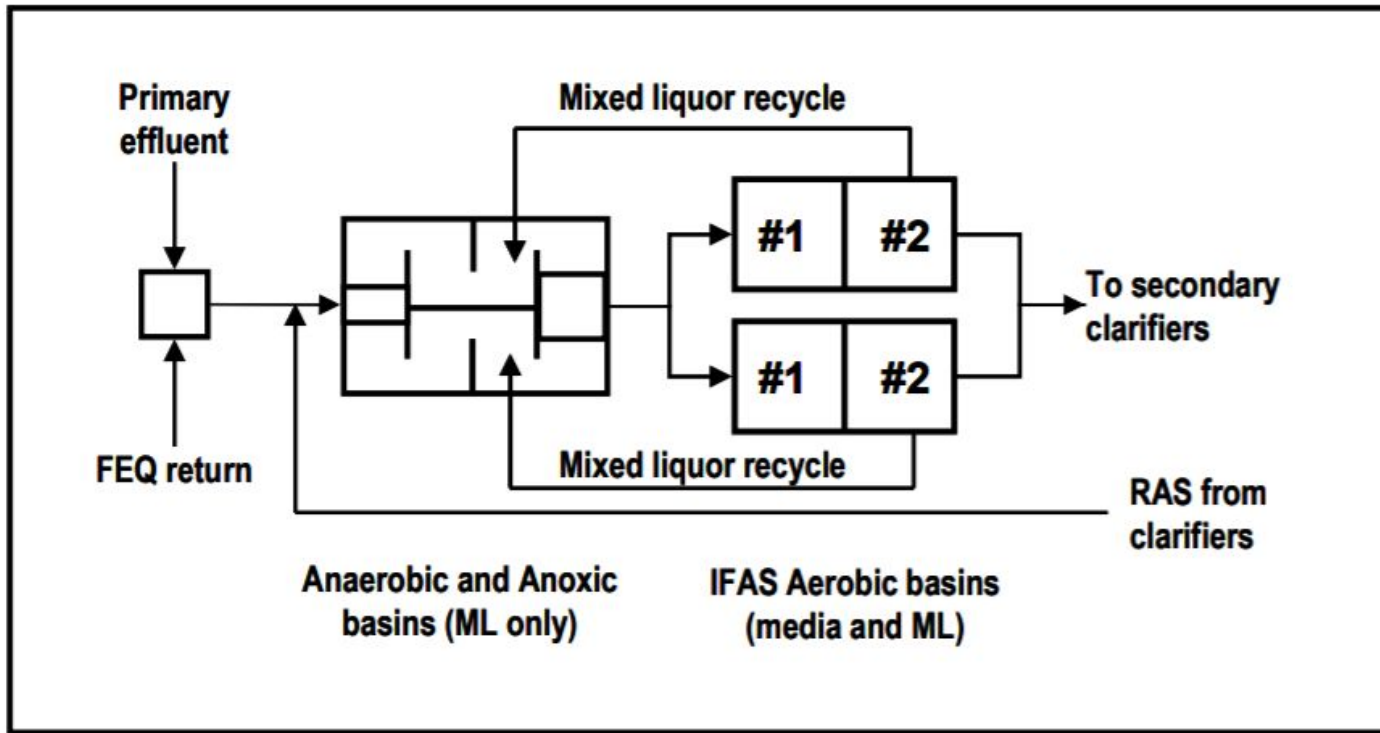 Primary
effluent
Mixed liquor recycle
#1 #2
To secondary
clarifiers
#1 #2
FEQ return
Mixed liquor recycle
RAS from
clarifiers
Anaerobic and Anoxic
basins (ML only)
IFAS Aerobic basins
(media and ML)